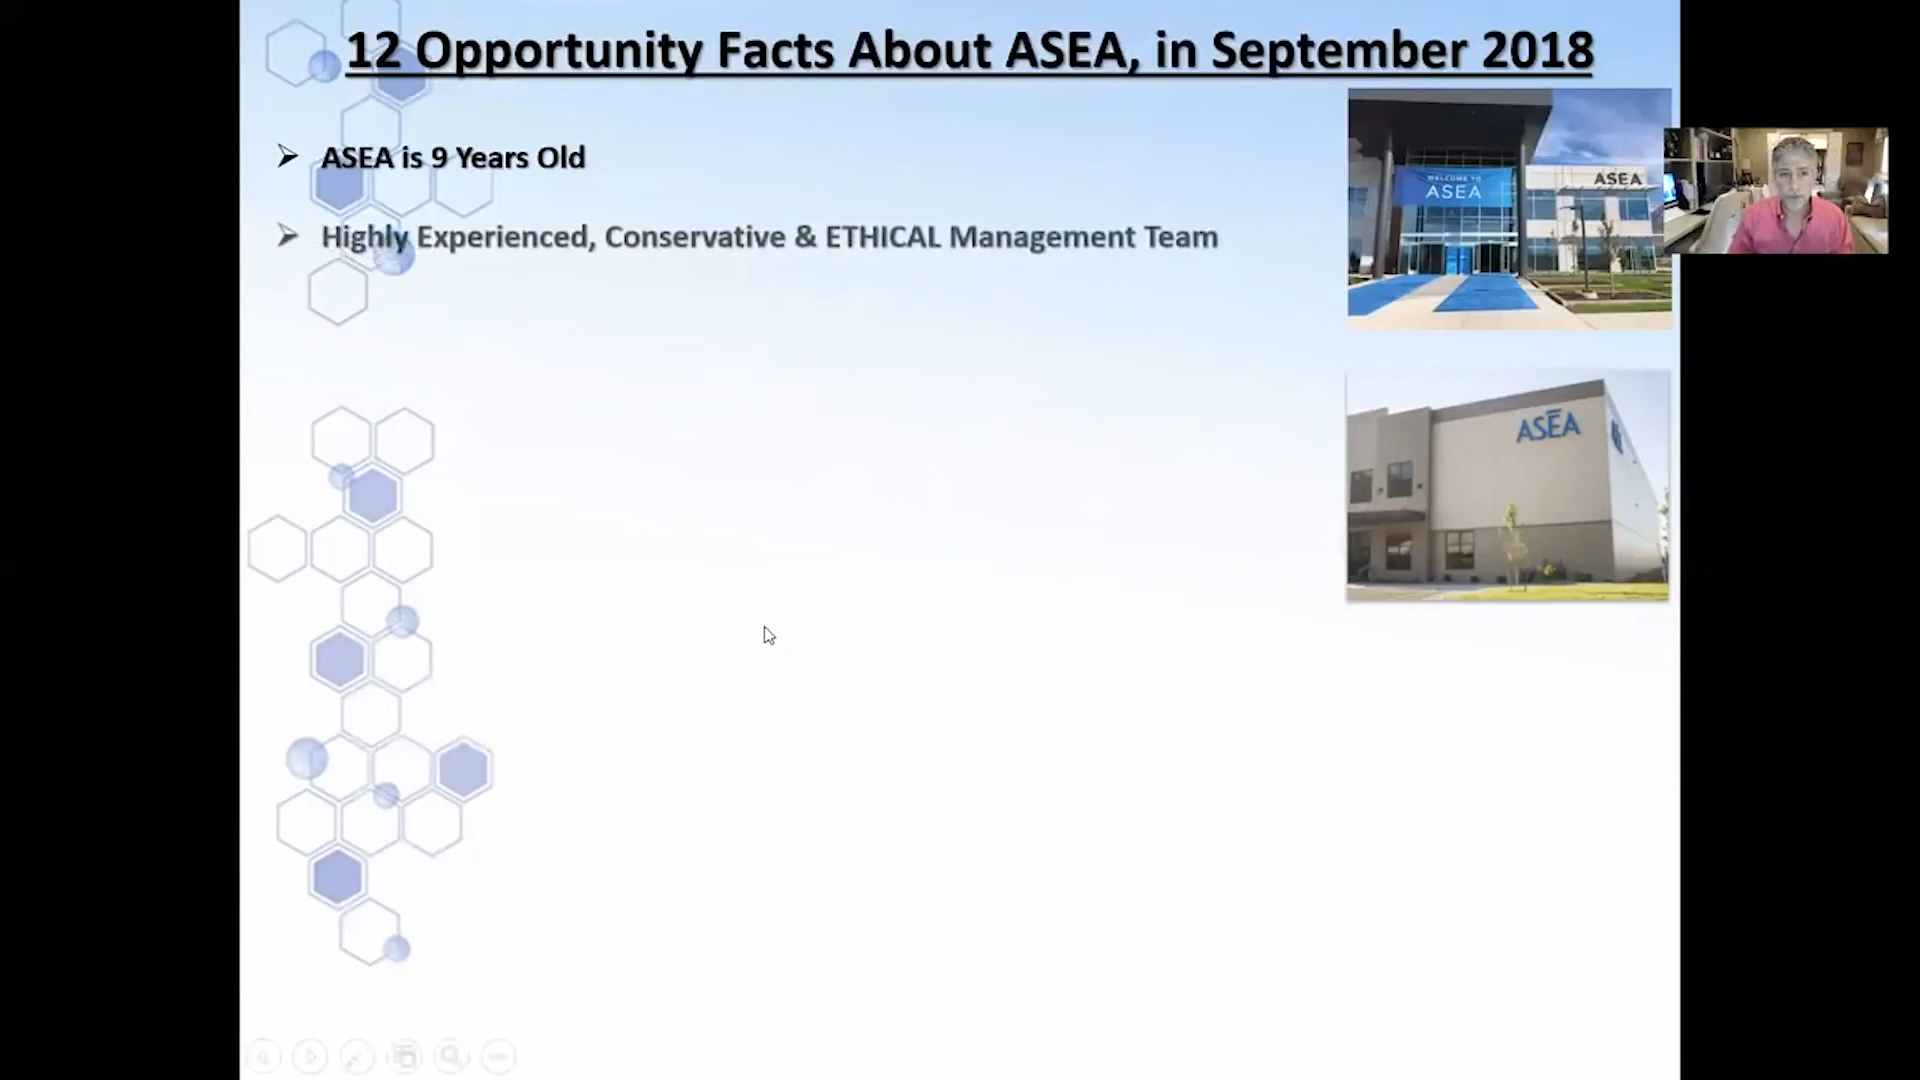 12 Opportunity Facts About ASEA, in September 2018
ASEA is 9 Years Old
Highly Experienced, Conservative & ETHICAL Management Team
WELCOME TO
ASEA
ASEA
ASĒA